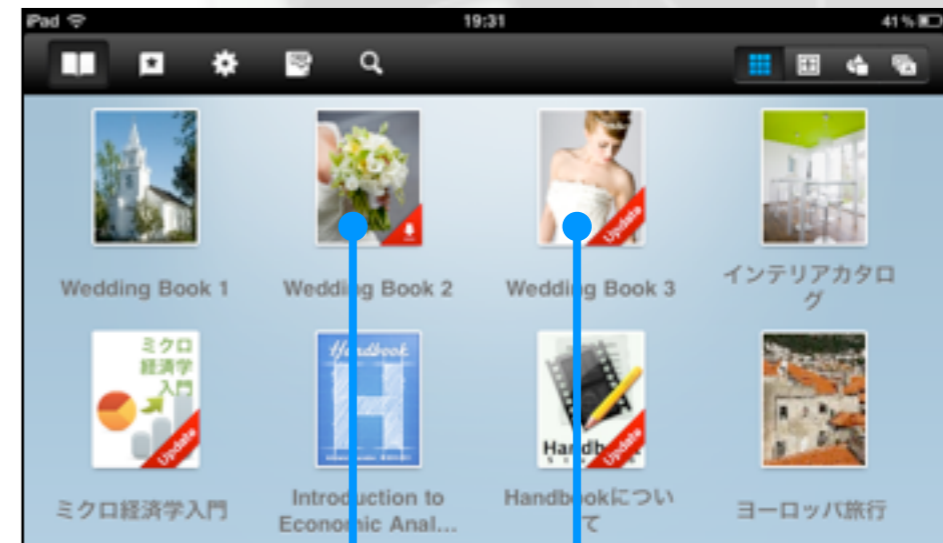 iPad 19:31 41%
Update
Wedding Book 1 Wedding Book 2 Wedding Book 3 インテリアカタロ
グ
ミクロ
経済学
入門
Handbook
H
Update
Handbook
Update
ミクロ経済学入門 Introduction to
Economic Anal... Handbookについ
て ヨーロッパ旅行